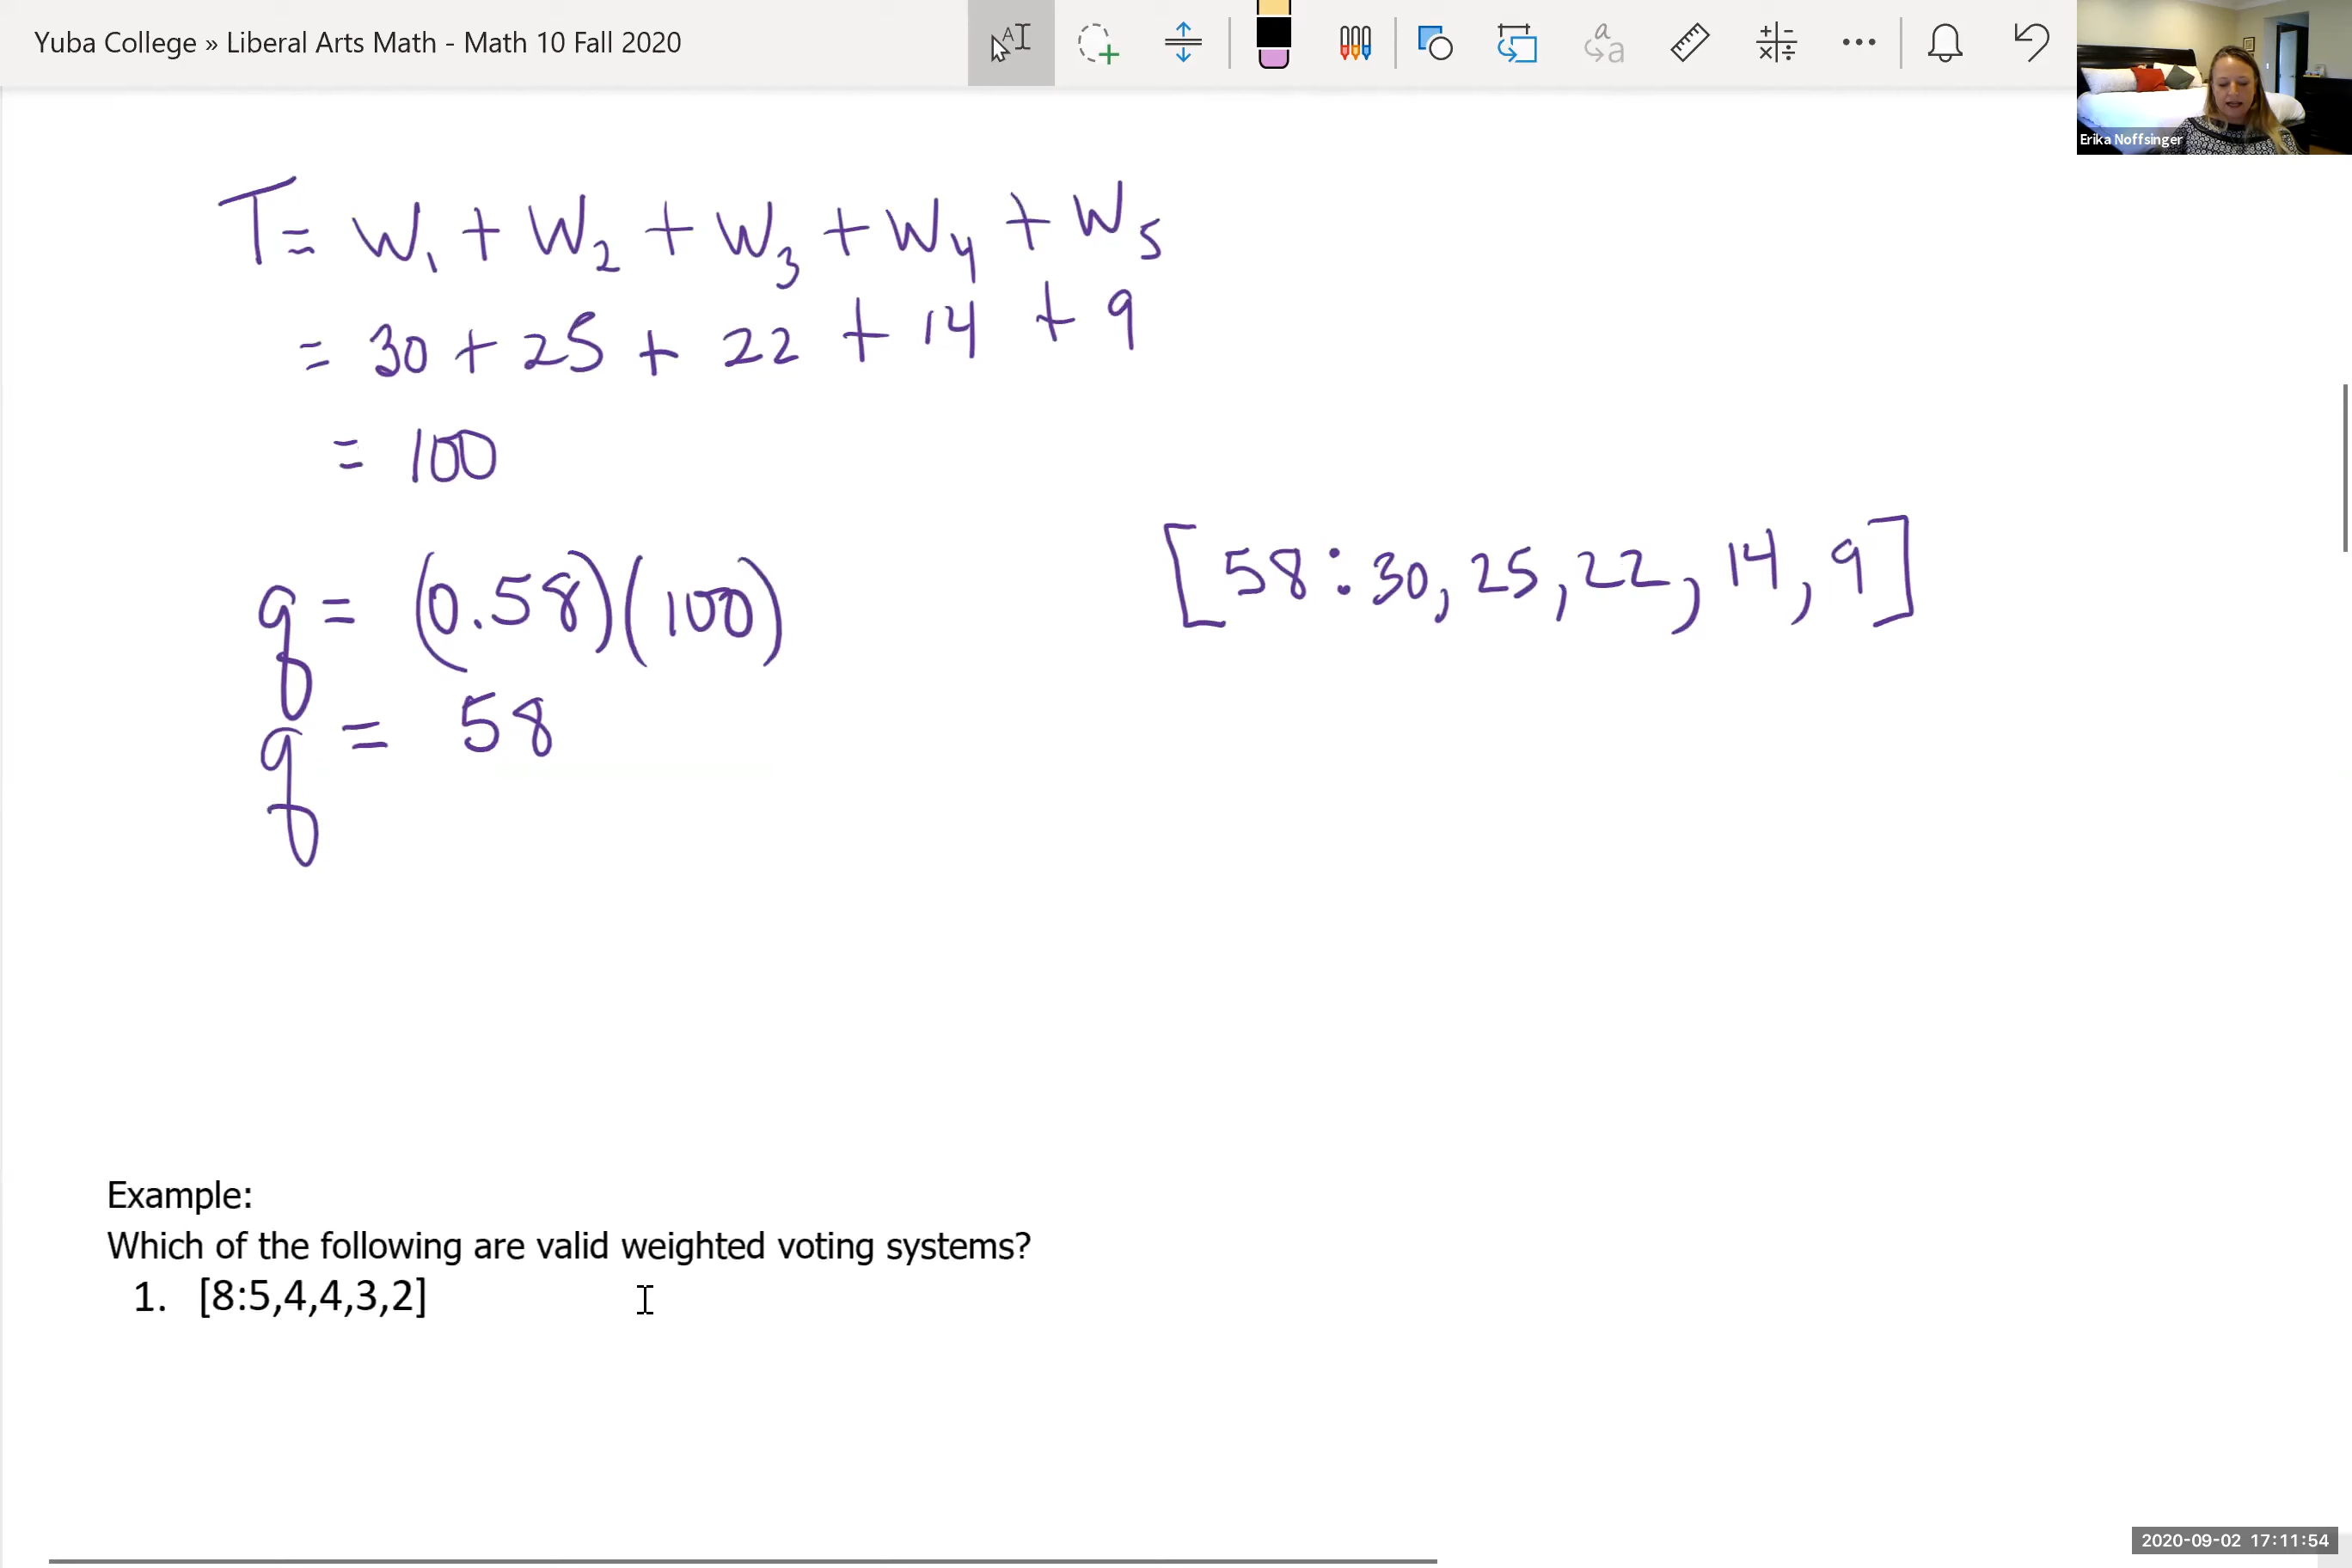 Yuba College » Liberal Arts Math - Math 10 Fall 2020
Erika Noffsinger
T = W₁ + W₂ + W₃ + W₄ + W₅
= 30 + 25 + 22 + 14 + 9
= 100
q = (0.58)(100)
[58: 30, 25, 22, 14, 9]
q = 58
Example:
Which of the following are valid weighted voting systems?
1. [8:5,4,4,3,2]
2020-09-02 17:11:54